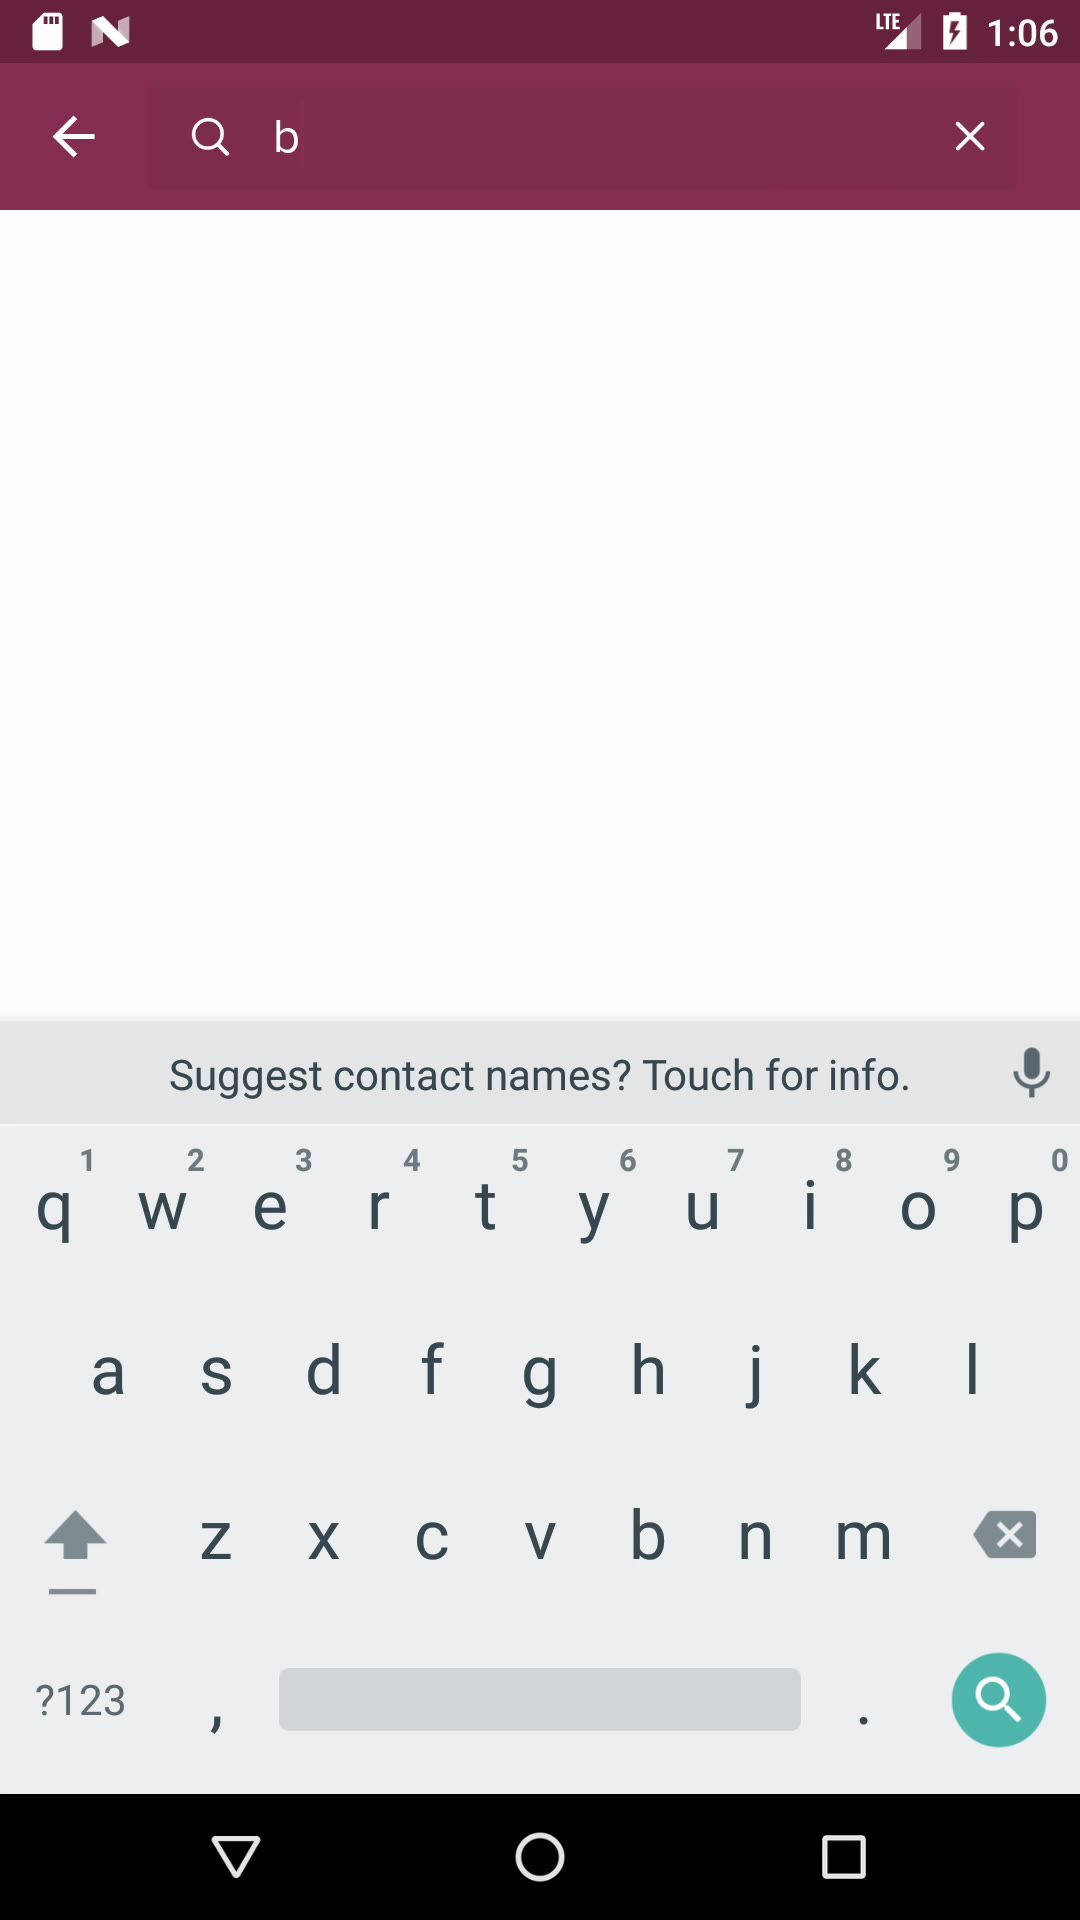 LTE 1:06
b
Suggest contact names? Touch for info.
1 2 3 4 5 6 7 8 9 0
q w e r t y u i o p
a s d f g h j k l
z x c v b n m
?123 , .